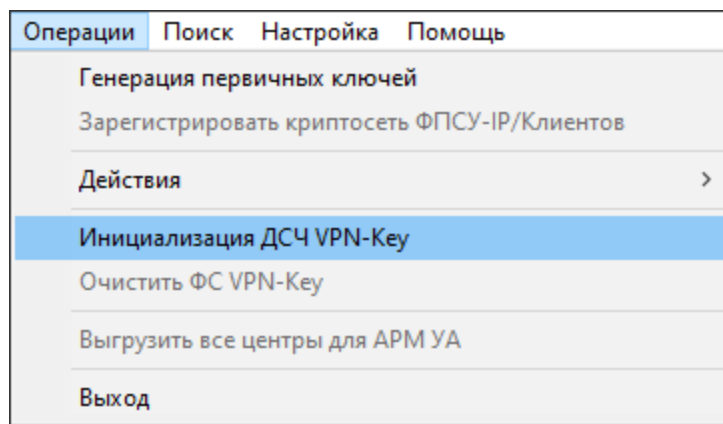 Операции Поиск Настройка Помощь
Генерация первичных ключей
Зарегистрировать криптосеть ФПСУ-IP/Клиентов
Действия
Инициализация ДСЧ VPN-Key
Очистить ФС VPN-Key
Выгрузить все центры для АРМ УА
Выход